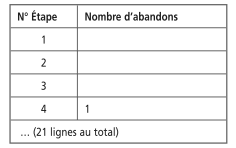 N° Étape Nombre d'abandons
1
2
3
4 1
... (21 lignes au total)